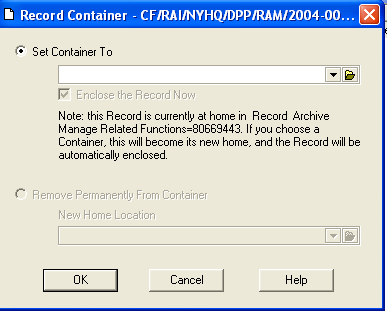 Record Container - CF/RAI/NYHQ/DPP/RAM/2004-00...
Set Container To
Enclose the Record Now
Note: this Record is currently at home in Record Archive
Manage Related Functions=80669443. If you choose a
Container, this will become its new home, and the Record will be
automatically enclosed.
Remove Permanently From Container
New Home Location
OK Cancel Help